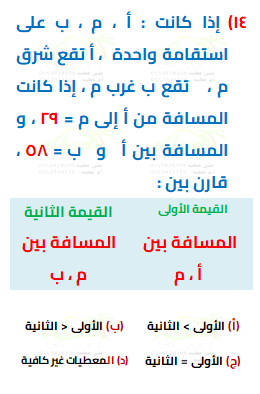 ١٤) إذا كانت : أ ، م ، ب على
استقامة واحدة ، أ تقع شرق
م ، تقع ب غرب م ، إذا كانت
المسافة من أ إلى م = ٢٩ ، و
المسافة بين أ و ب = ٥٨ ،
قارن بين :
القيمة الأولى القيمة الثانية
المسافة بين المسافة بين
أ ، م م ، ب
(أ) الأولى > الثانية (ب) الأولى < الثانية
(ج) الأولى = الثانية (د) المعطيات غير كافية